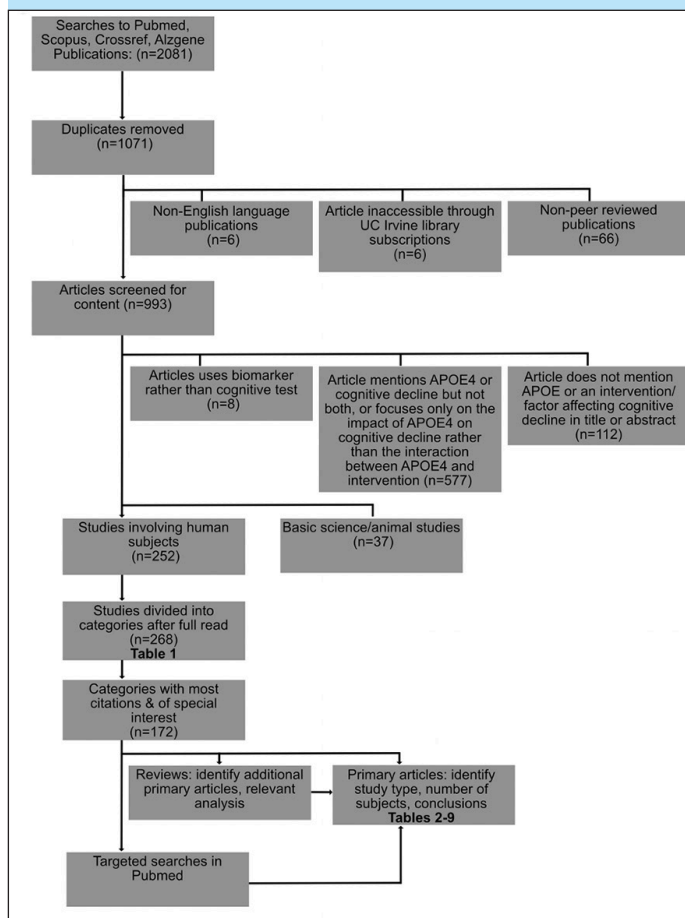 Searches to Pubmed,
Scopus, Crossref, Alzgene
Publications: (n=2081)
Duplicates removed
(n=1071)
Non-English language
publications
(n=6)
Article inaccessible through
UC Irvine library
subscriptions
(n=6)
Non-peer reviewed
publications
(n=66)
Articles screened for
content (n=993)
Articles uses biomarker
rather than cognitive test
(n=8)
Article mentions APOE4 or
cognitive decline but not
both, or focuses only on the
impact of APOE4 on
cognitive decline rather than
the interaction
between APOE4 and
intervention (n=577)
Article does not mention
APOE or an intervention/
factor affecting cognitive
decline in title or abstract
(n=112)
Studies involving human
subjects
(n=252)
Basic science/animal studies
(n=37)
Studies divided into
categories after full read
(n=268)
Table 1
Categories with most
citations & of special
interest
(n=172)
Reviews: identify additional
primary articles, relevant
analysis
Primary articles: identify
study type, number of
subjects, conclusions
Tables 2-9
Targeted searches in
Pubmed